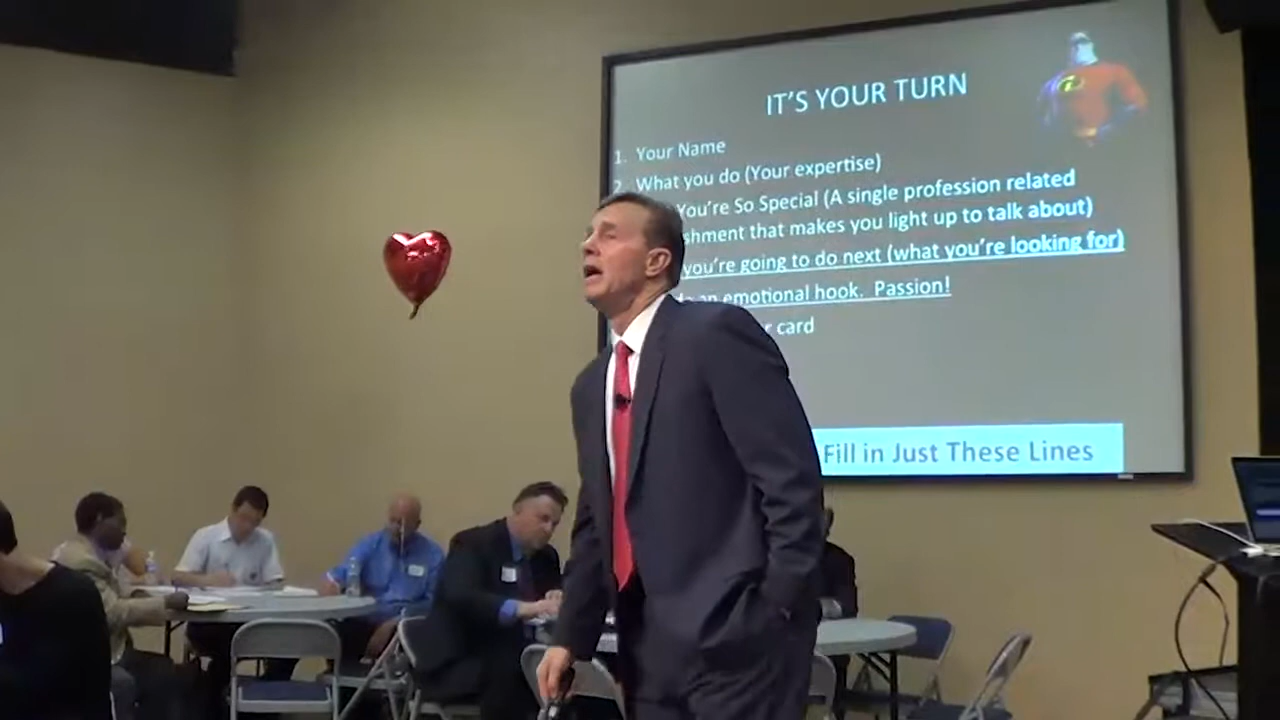 IT'S YOUR TURN
1. Your Name
2. What you do (Your expertise)
You're So Special (A single profession related
shment that makes you light up to talk about)
you're going to do next (what you're looking for)
an emotional hook. Passion!
r card
Fill in Just These Lines